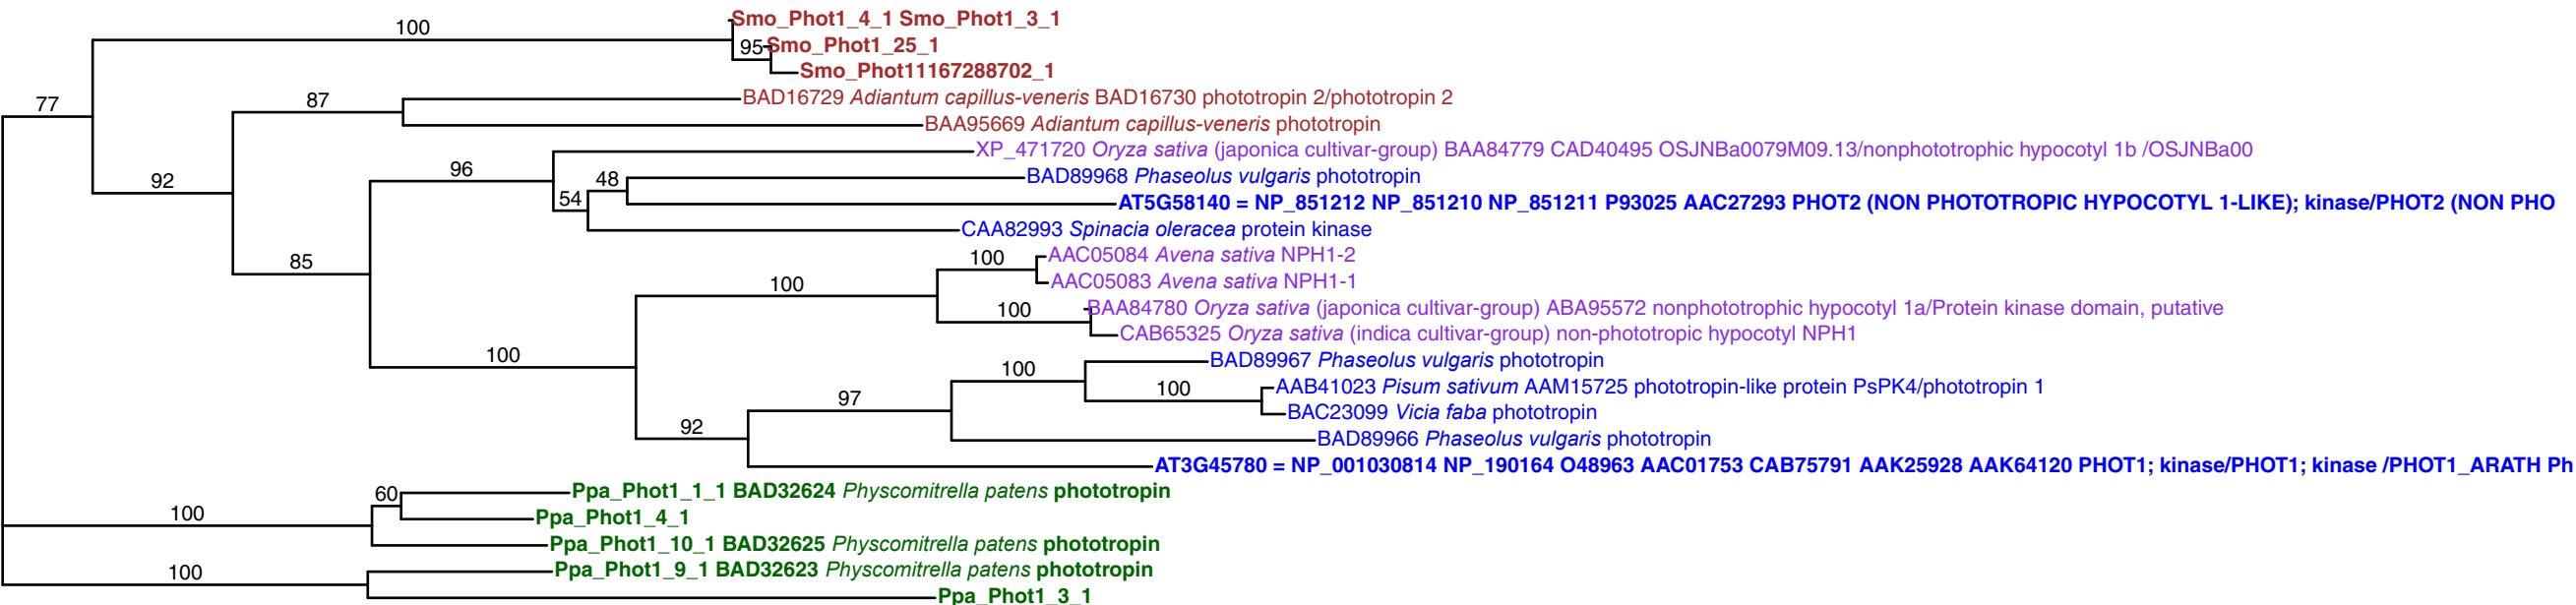 Smo_Phot1_4_1 Smo_Phot1_3_1
100
95
Smo_Phot1_25_1
Smo_Phot11167288702_1
77
87
BAD16729 Adiantum capillus-veneris BAD16730 phototropin 2/phototropin 2
BAA95669 Adiantum capillus-veneris phototropin
XP_471720 Oryza sativa (japonica cultivar-group) BAA84779 CAD40495 OSJNBa0079M09.13/nonphototrophic hypocotyl 1b /OSJNBa00
96
92
48
BAD89968 Phaseolus vulgaris phototropin
54
AT5G58140 = NP_851212 NP_851210 NP_851211 P93025 AAC27293 PHOT2 (NON PHOTOTROPIC HYPOCOTYL 1-LIKE); kinase/PHOT2 (NON PHO
CAA82993 Spinacia oleracea protein kinase
85
100
AAC05084 Avena sativa NPH1-2
100
AAC05083 Avena sativa NPH1-1
100
BAA84780 Oryza sativa (japonica cultivar-group) ABA95572 nonphototrophic hypocotyl 1a/Protein kinase domain, putative
CAB65325 Oryza sativa (indica cultivar-group) non-phototropic hypocotyl NPH1
100
100
BAD89967 Phaseolus vulgaris phototropin
100
AAB41023 Pisum sativum AAM15725 phototropin-like protein PsPK4/phototropin 1
97
BAC23099 Vicia faba phototropin
92
BAD89966 Phaseolus vulgaris phototropin
AT3G45780 = NP_001030814 NP_190164 O48963 AAC01753 CAB75791 AAK25928 AAK64120 PHOT1; kinase/PHOT1; kinase /PHOT1_ARATH Ph
60
Ppa_Phot1_1_1 BAD32624 Physcomitrella patens phototropin
100
Ppa_Phot1_4_1
Ppa_Phot1_10_1 BAD32625 Physcomitrella patens phototropin
100
Ppa_Phot1_9_1 BAD32623 Physcomitrella patens phototropin
Ppa_Phot1_3_1